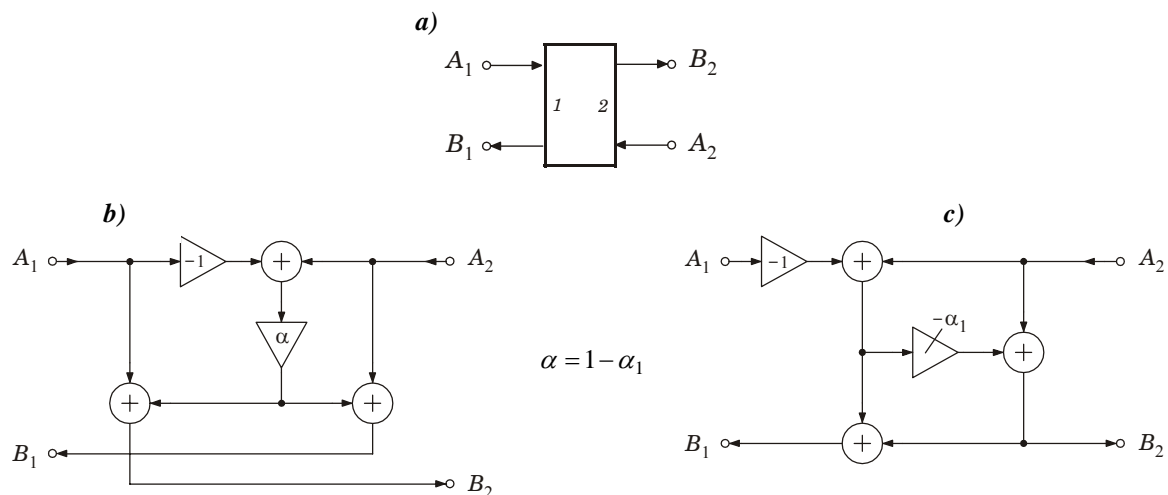 a)
A₁ B₂
1 2
B₁ A₂
b) c)
A₁ -1 + A₂ A₁ -1 + A₂
α -α₁ +
α = 1 − α₁
+ +
B₁ B₁ + B₂
B₂